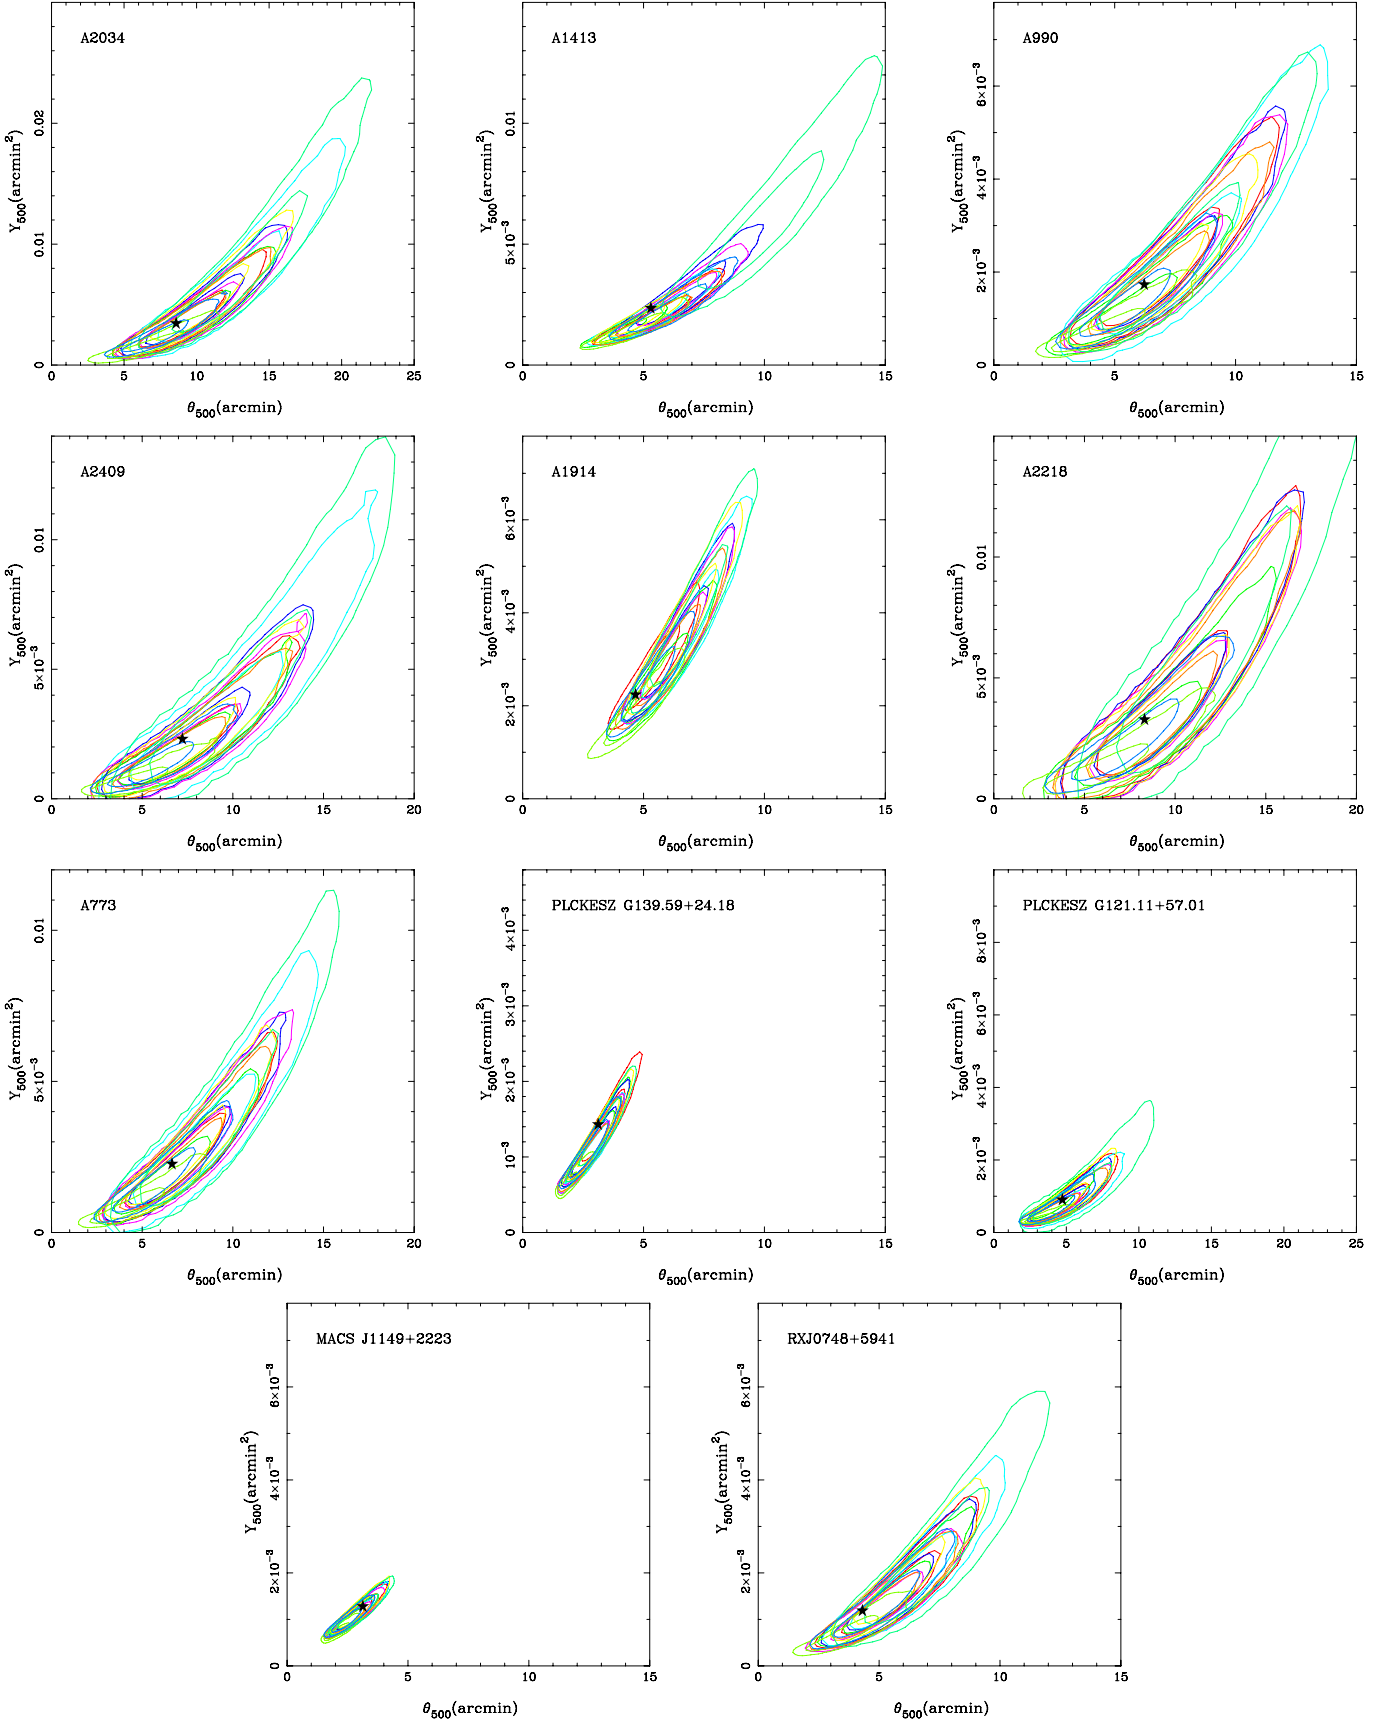 A2034
Y500(arcmin2)
0 0.01 0.02
0 5 10 15 20 25
θ500(arcmin)
A1413
Y500(arcmin2)
0 5×10−3 0.01
0 5 10 15
θ500(arcmin)
A990
Y500(arcmin2)
0 2×10−3 4×10−3 6×10−3
0 5 10 15
θ500(arcmin)
A2409
Y500(arcmin2)
0 5×10−3 0.01
0 5 10 15 20
θ500(arcmin)
A1914
Y500(arcmin2)
0 2×10−3 4×10−3 6×10−3
0 5 10 15
θ500(arcmin)
A2218
Y500(arcmin2)
0 5×10−3 0.01
0 5 10 15 20
θ500(arcmin)
A773
Y500(arcmin2)
0 5×10−3 0.01
0 5 10 15 20
θ500(arcmin)
PLCKESZ G139.59+24.18
Y500(arcmin2)
0 10−3 2×10−3 3×10−3 4×10−3
0 5 10 15
θ500(arcmin)
PLCKESZ G121.11+57.01
Y500(arcmin2)
0 2×10−3 4×10−3 6×10−3 8×10−3
0 5 10 15 20 25
θ500(arcmin)
MACS J1149+2223
Y500(arcmin2)
0 2×10−3 4×10−3 6×10−3
0 5 10 15
θ500(arcmin)
RXJ0748+5941
Y500(arcmin2)
0 2×10−3 4×10−3 6×10−3
0 5 10 15
θ500(arcmin)